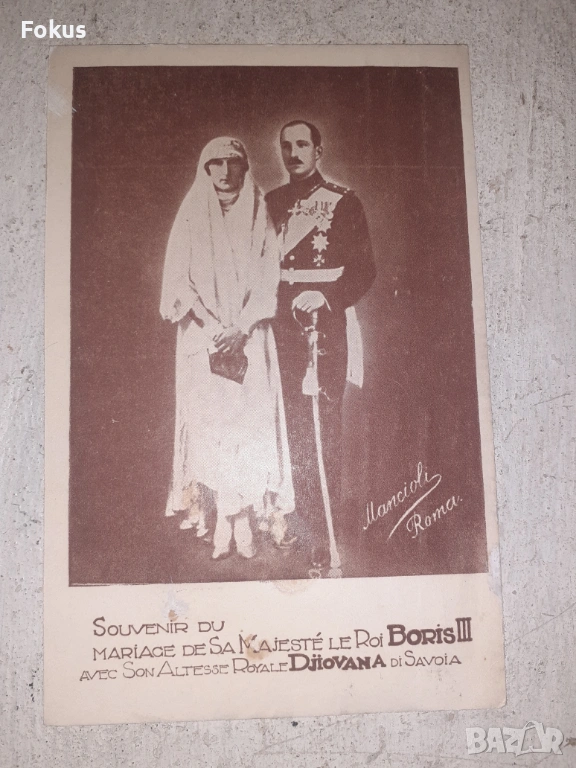 Fokus
Mancioli
Roma.
SOUVENIR DU
MARIAGE DE SA MAJESTÉ LE ROI BORIS III
AVEC SON ALTESSE ROYALE DJIOVANA DI SAVOIA
BAZAR